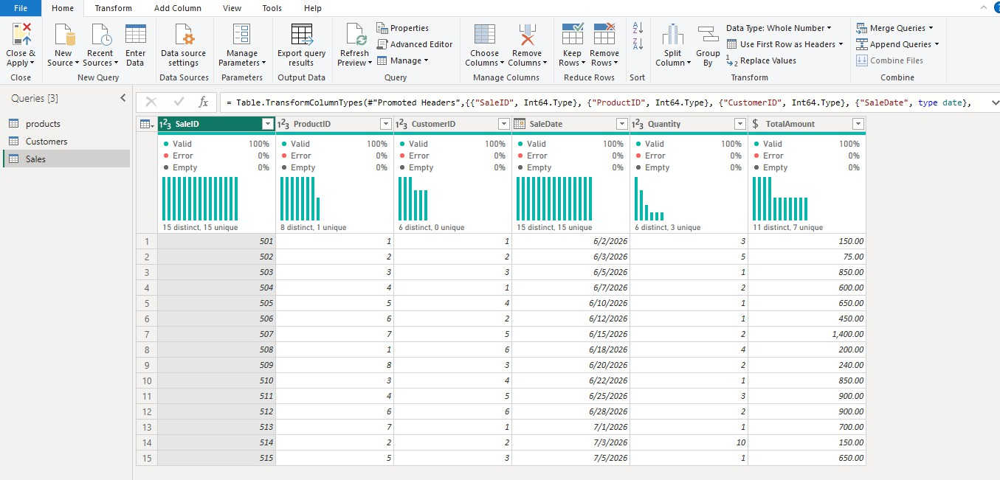 File Home Transform Add Column View Tools Help
Close & Apply
New Source
Recent Sources
Enter Data
Data source settings
Manage Parameters
Export query results
Refresh Preview
Properties
Advanced Editor
Manage
Choose Columns
Remove Columns
Keep Rows
Remove Rows
Split Column
Group By
Data Type: Whole Number
Use First Row as Headers
Replace Values
Merge Queries
Append Queries
Combine Files
Close New Query Data Sources Parameters Output Data Query Manage Columns Reduce Rows Sort Transform Combine
Queries [3]
products
Customers
Sales
fx = Table.TransformColumnTypes(#"Promoted Headers",{{"SaleID", Int64.Type}, {"ProductID", Int64.Type}, {"CustomerID", Int64.Type}, {"SaleDate", type date},
123 SaleID 123 ProductID 123 CustomerID SaleDate 123 Quantity $ TotalAmount
Valid 100% Valid 100% Valid 100% Valid 100% Valid 100% Valid 100%
Error 0% Error 0% Error 0% Error 0% Error 0% Error 0%
Empty 0% Empty 0% Empty 0% Empty 0% Empty 0% Empty 0%
15 distinct, 15 unique 8 distinct, 1 unique 6 distinct, 0 unique 15 distinct, 15 unique 6 distinct, 3 unique 11 distinct, 7 unique
1 501 1 1 6/2/2026 3 150.00
2 502 2 2 6/3/2026 5 75.00
3 503 3 3 6/5/2026 1 850.00
4 504 4 1 6/7/2026 2 600.00
5 505 5 4 6/10/2026 1 650.00
6 506 6 2 6/12/2026 1 450.00
7 507 7 5 6/15/2026 2 1,400.00
8 508 1 6 6/18/2026 4 200.00
9 509 8 3 6/20/2026 2 240.00
10 510 3 4 6/22/2026 1 850.00
11 511 4 5 6/25/2026 3 900.00
12 512 6 6 6/28/2026 2 900.00
13 513 7 1 7/1/2026 1 700.00
14 514 2 2 7/3/2026 10 150.00
15 515 5 3 7/5/2026 1 650.00